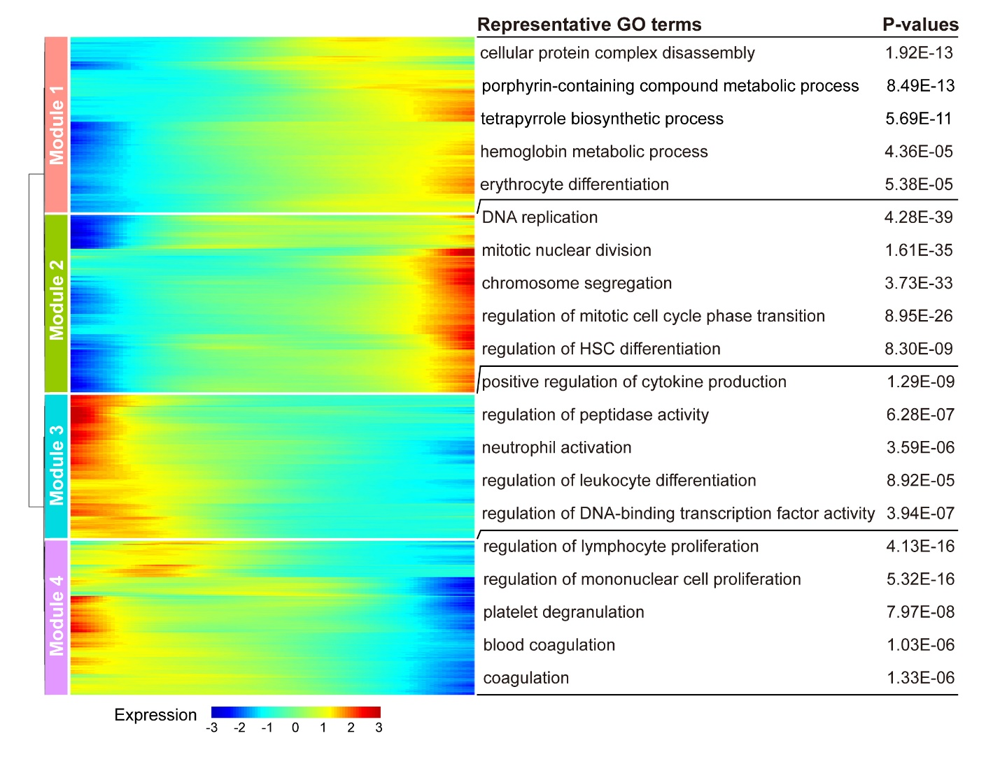 Representative GO terms P-values
Module 1
cellular protein complex disassembly 1.92E-13
porphyrin-containing compound metabolic process 8.49E-13
tetrapyrrole biosynthetic process 5.69E-11
hemoglobin metabolic process 4.36E-05
erythrocyte differentiation 5.38E-05
Module 2
DNA replication 4.28E-39
mitotic nuclear division 1.61E-35
chromosome segregation 3.73E-33
regulation of mitotic cell cycle phase transition 8.95E-26
regulation of HSC differentiation 8.30E-09
Module 3
positive regulation of cytokine production 1.29E-09
regulation of peptidase activity 6.28E-07
neutrophil activation 3.59E-06
regulation of leukocyte differentiation 8.92E-05
regulation of DNA-binding transcription factor activity 3.94E-07
Module 4
regulation of lymphocyte proliferation 4.13E-16
regulation of mononuclear cell proliferation 5.32E-16
platelet degranulation 7.97E-08
blood coagulation 1.03E-06
coagulation 1.33E-06
Expression
-3 -2 -1 0 1 2 3